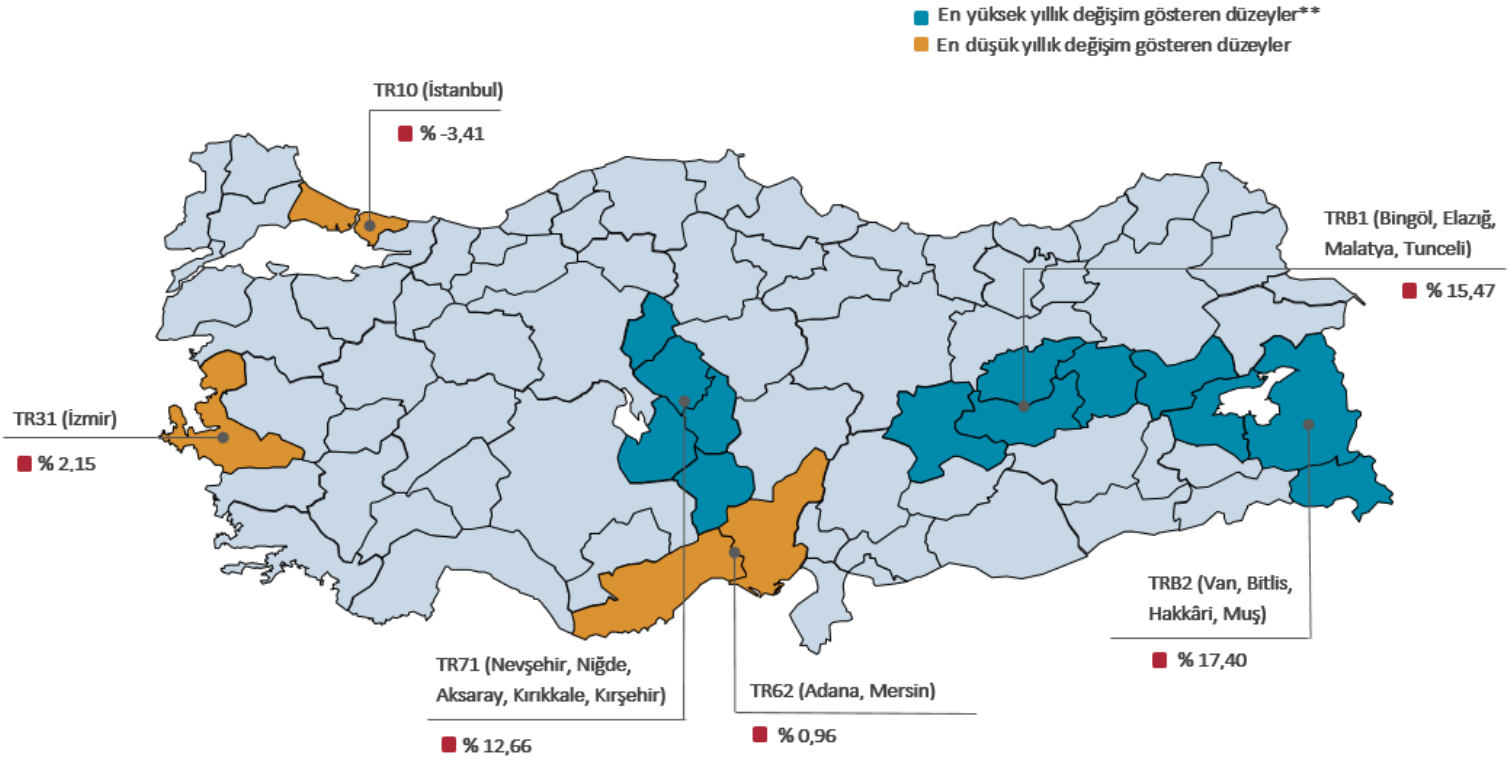 En yüksek yıllık değişim gösteren düzeyler**
En düşük yıllık değişim gösteren düzeyler
TR10 (İstanbul)
% -3,41
TRB1 (Bingöl, Elazığ,
Malatya, Tunceli)
% 15,47
TR31 (İzmir)
% 2,15
TRB2 (Van, Bitlis,
Hakkâri, Muş)
% 17,40
TR71 (Nevşehir, Niğde,
Aksaray, Kırıkkale, Kırşehir)
% 12,66
TR62 (Adana, Mersin)
% 0,96